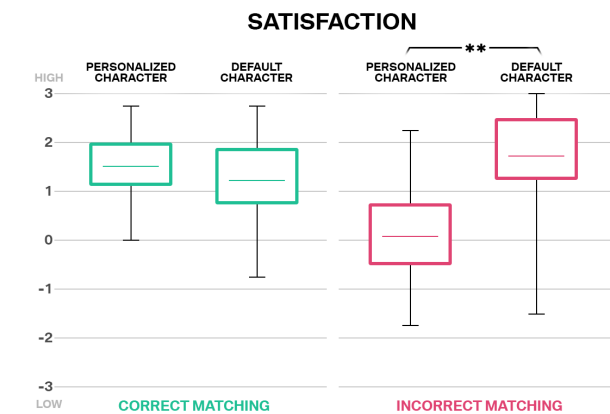 SATISFACTION
**
PERSONALIZED
CHARACTER
DEFAULT
CHARACTER
PERSONALIZED
CHARACTER
DEFAULT
CHARACTER
HIGH
3
2
1
0
-1
-2
-3
LOW
CORRECT MATCHING
INCORRECT MATCHING